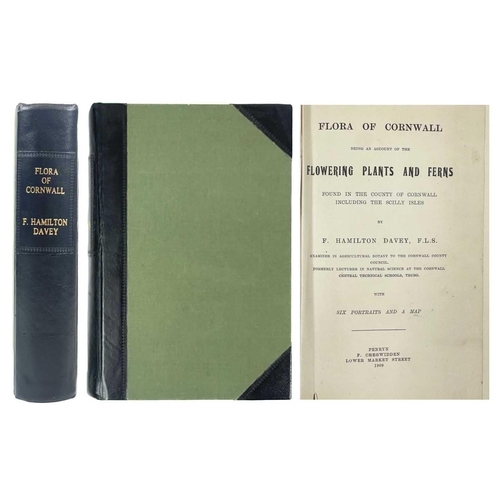 FLORA
OF
CORNWALL
F. HAMILTON
DAVEY
FLORA OF CORNWALL
BEING AN ACCOUNT OF THE
FLOWERING PLANTS AND FERNS
FOUND IN THE COUNTY OF CORNWALL
INCLUDING THE SCILLY ISLES
BY
F. HAMILTON DAVEY, F.L.S.
EXAMINER IN AGRICULTURAL BOTANY TO THE CORNWALL COUNTY
COUNCIL.
FORMERLY LECTURER IN NATURAL SCIENCE AT THE CORNWALL
CENTRAL TECHNICAL SCHOOLS, TRURO.
WITH
SIX PORTRAITS AND A MAP
PENRYN
F. CHEGWIDDEN
LOWER MARKET STREET
1909